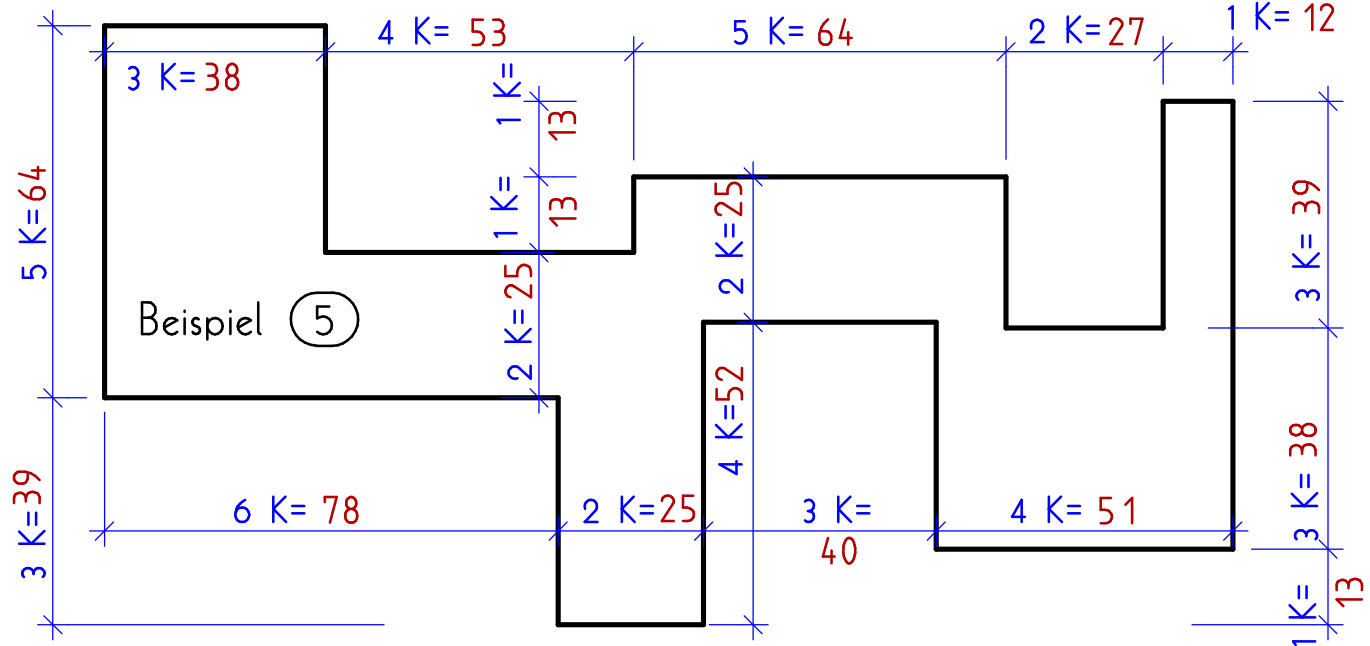 1 K= 12
4 K= 53
5 K= 64
2 K=27
3 K= 38
1 K=
13
1 K=
13
5 K=64
2 K=25
3 K= 39
2 K=25
Beispiel 5
4 K=52
3 K= 38
3 K=39
6 K= 78
2 K=25
3 K=
40
4 K= 51
1 K=
13